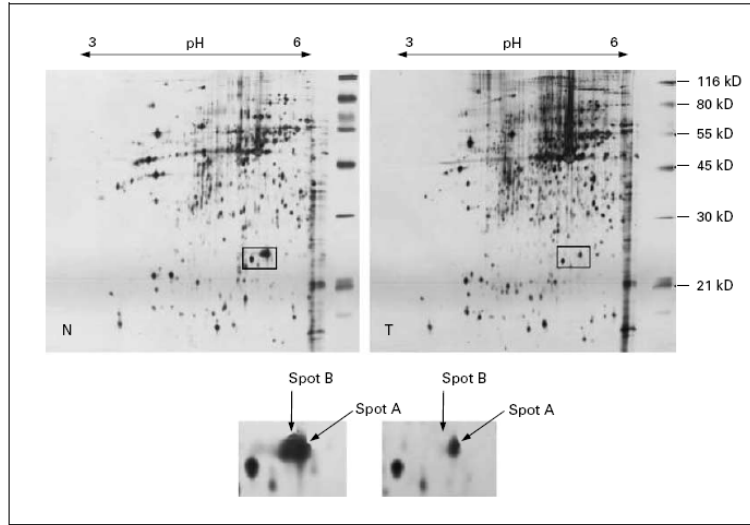 3 pH 6
3 pH 6
116 kD
80 kD
55 kD
45 kD
30 kD
21 kD
N
T
Spot B
Spot A
Spot B
Spot A